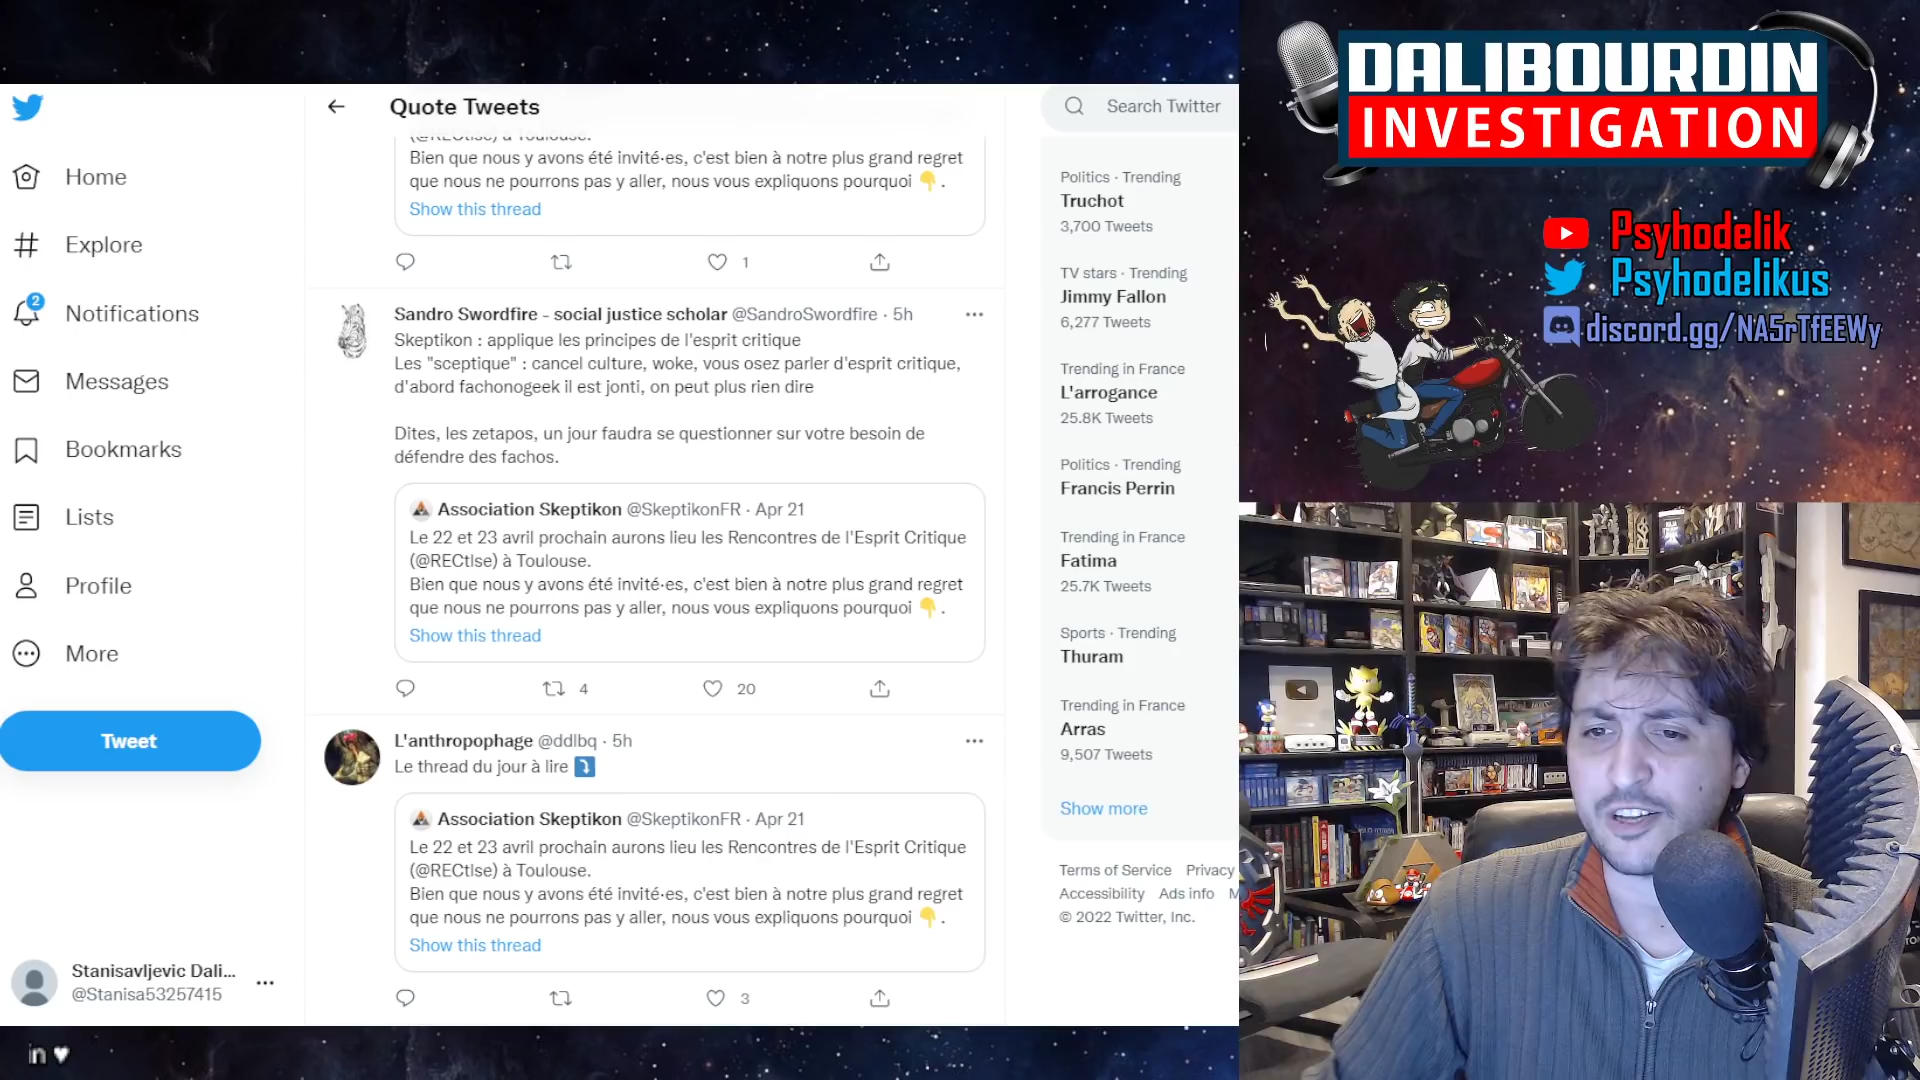 Quote Tweets
Search Twitter
Home
Explore
2
Notifications
Messages
Bookmarks
Lists
Profile
More
Tweet
Stanisavljevic Dali...
@Stanisa53257415
(@RECtlse) à Toulouse.
Bien que nous y avons été invité·es, c'est bien à notre plus grand regret
que nous ne pourrons pas y aller, nous vous expliquons pourquoi 👇.
Show this thread
1
Sandro Swordfire - social justice scholar @SandroSwordfire · 5h
Skeptikon : applique les principes de l'esprit critique
Les "sceptique" : cancel culture, woke, vous osez parler d'esprit critique,
d'abord fachonogeek il est jonti, on peut plus rien dire
Dites, les zetapos, un jour faudra se questionner sur votre besoin de
défendre des fachos.
Association Skeptikon @SkeptikonFR · Apr 21
Le 22 et 23 avril prochain aurons lieu les Rencontres de l'Esprit Critique
(@RECtlse) à Toulouse.
Bien que nous y avons été invité·es, c'est bien à notre plus grand regret
que nous ne pourrons pas y aller, nous vous expliquons pourquoi 👇.
Show this thread
4
20
L'anthropophage @ddlbq · 5h
Le thread du jour à lire ⤵
Association Skeptikon @SkeptikonFR · Apr 21
Le 22 et 23 avril prochain aurons lieu les Rencontres de l'Esprit Critique
(@RECtlse) à Toulouse.
Bien que nous y avons été invité·es, c'est bien à notre plus grand regret
que nous ne pourrons pas y aller, nous vous expliquons pourquoi 👇.
Show this thread
3
Politics · Trending
Truchot
3,700 Tweets
TV stars · Trending
Jimmy Fallon
6,277 Tweets
Trending in France
L'arrogance
25.8K Tweets
Politics · Trending
Francis Perrin
Trending in France
Fatima
25.7K Tweets
Sports · Trending
Thuram
Trending in France
Arras
9,507 Tweets
Show more
Terms of Service Privacy
Accessibility Ads info
© 2022 Twitter, Inc.
DALIBOURDIN
INVESTIGATION
Psyhodelik
Psyhodelikus
discord.gg/NA5rTfEEWy
in ♥